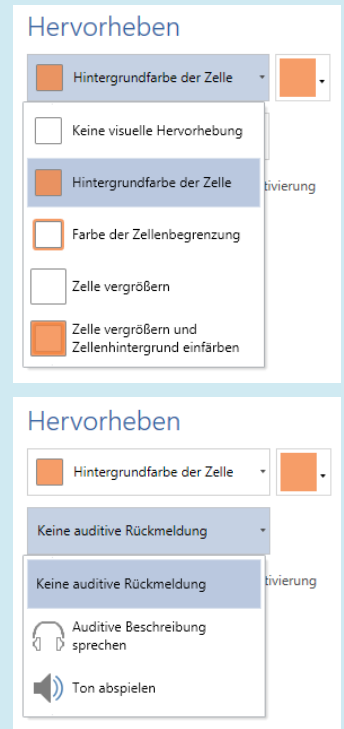 Hervorheben
Hintergrundfarbe der Zelle
Keine visuelle Hervorhebung
Hintergrundfarbe der Zelle
tivierung
Farbe der Zellenbegrenzung
Zelle vergrößern
Zelle vergrößern und
Zellenhintergrund einfärben
Hervorheben
Hintergrundfarbe der Zelle
Keine auditive Rückmeldung
Keine auditive Rückmeldung
tivierung
Auditive Beschreibung
sprechen
Ton abspielen